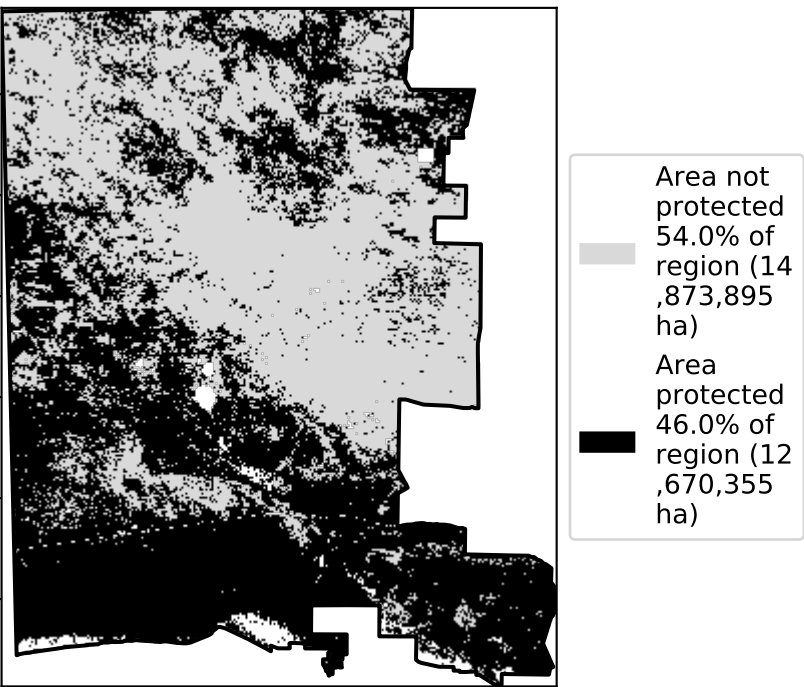 Area not
protected
54.0% of
region (14
,873,895
ha)
Area
protected
46.0% of
region (12
,670,355
ha)